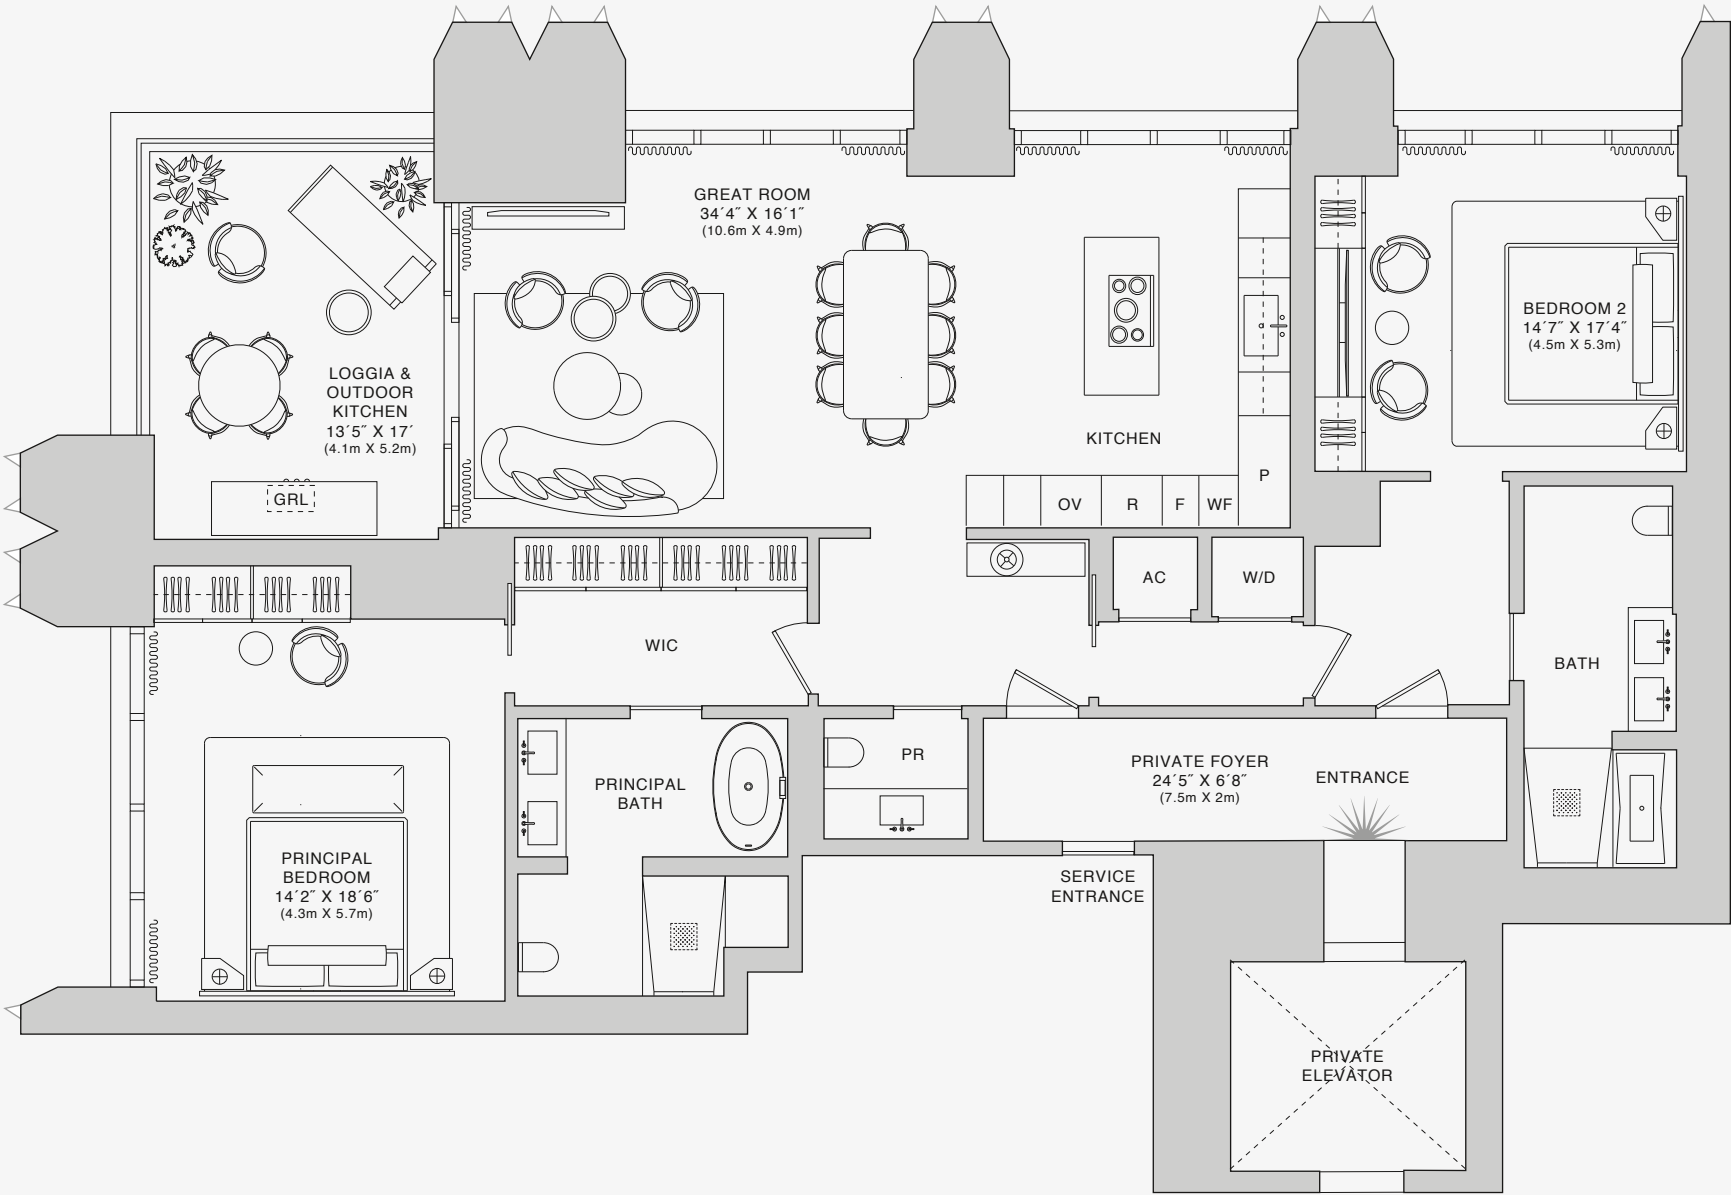 GREAT ROOM
34´4˝ X 16´1˝
(10.6m X 4.9m)
BEDROOM 2
14´7˝ X 17´4˝
(4.5m X 5.3m)
LOGGIA &
OUTDOOR
KITCHEN
13´5˝ X 17´
(4.1m X 5.2m)
KITCHEN
GRL
OV
R
F
WF
P
AC
W/D
WIC
BATH
PR
PRIVATE FOYER
24´5˝ X 6´8˝
(7.5m X 2m)
ENTRANCE
PRINCIPAL
BATH
PRINCIPAL
BEDROOM
14´2˝ X 18´6˝
(4.3m X 5.7m)
SERVICE
ENTRANCE
PRIVATE
ELEVATOR